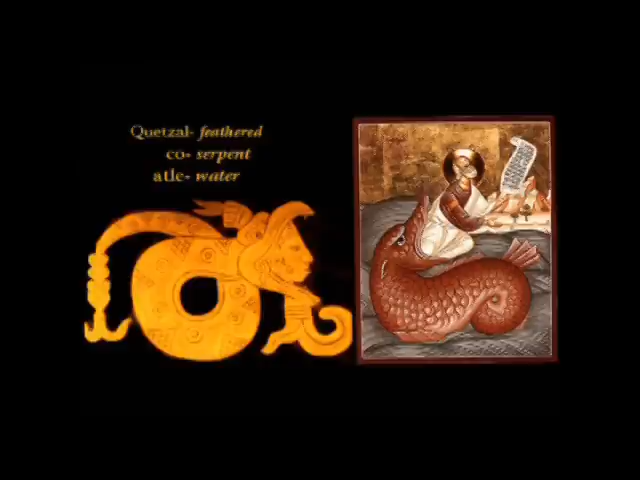 Quetzal- feathered
co- serpent
atle- water